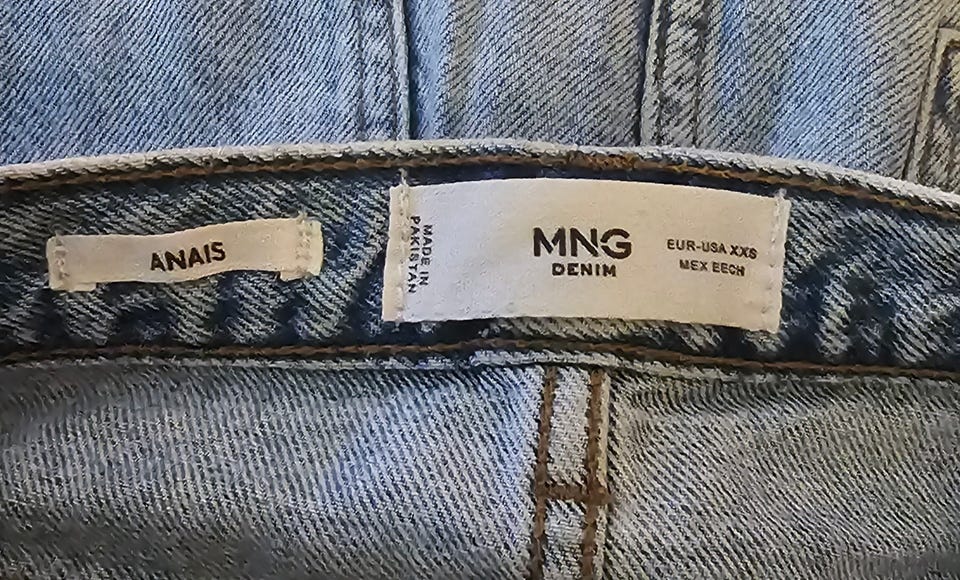 ANAIS
MADE IN
PAKISTAN
MNG
DENIM
EUR-USA XXS
MEX EECH